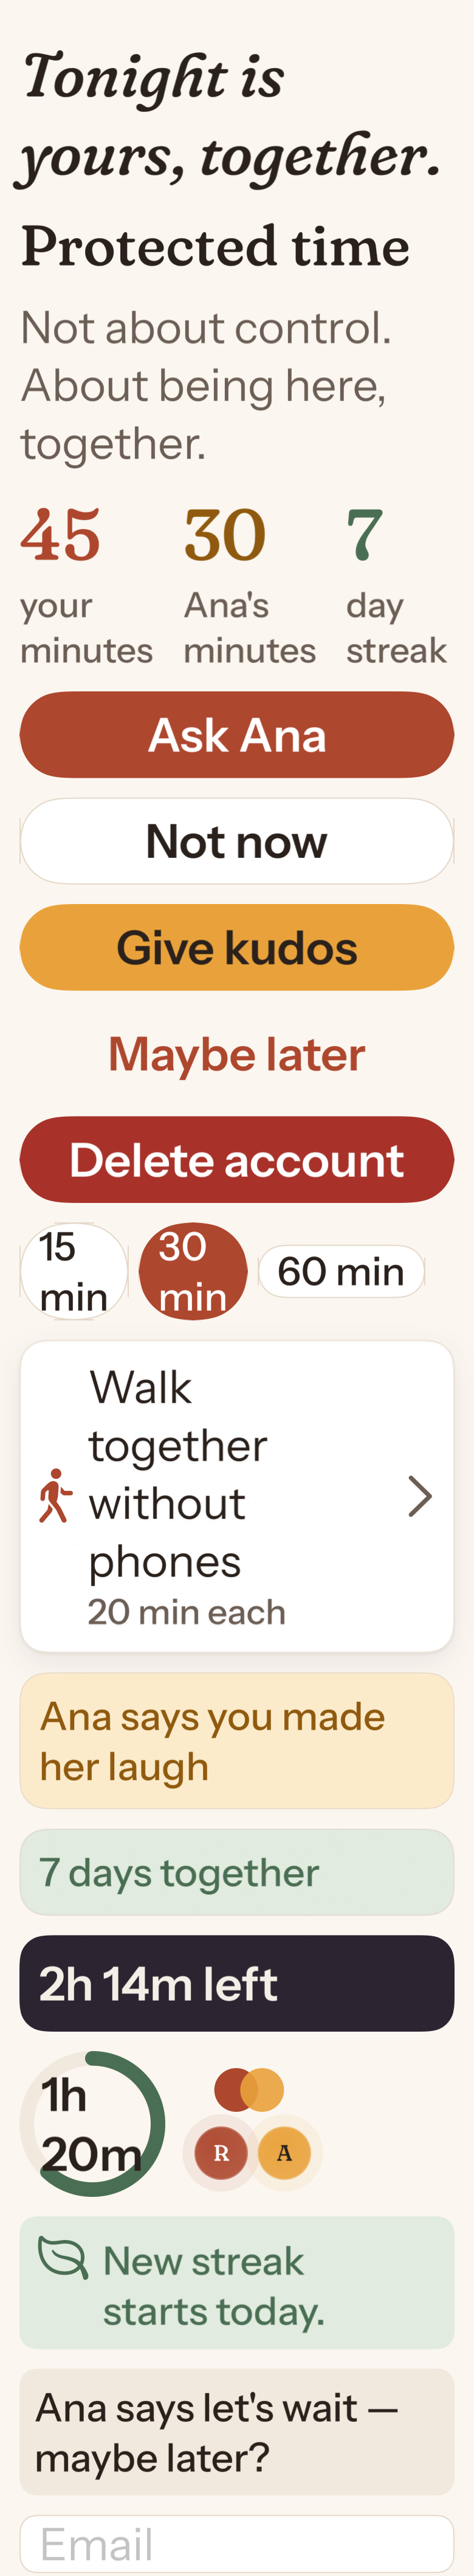 Tonight is
yours, together.
Protected time
Not about control.
About being here,
together.
45 30 7
your Ana's day
minutes minutes streak
Ask Ana
Not now
Give kudos
Maybe later
Delete account
15 30 60 min
min min
Walk
together
without
phones
20 min each
Ana says you made
her laugh
7 days together
2h 14m left
1h
20m
R A
New streak
starts today.
Ana says let's wait —
maybe later?
Email